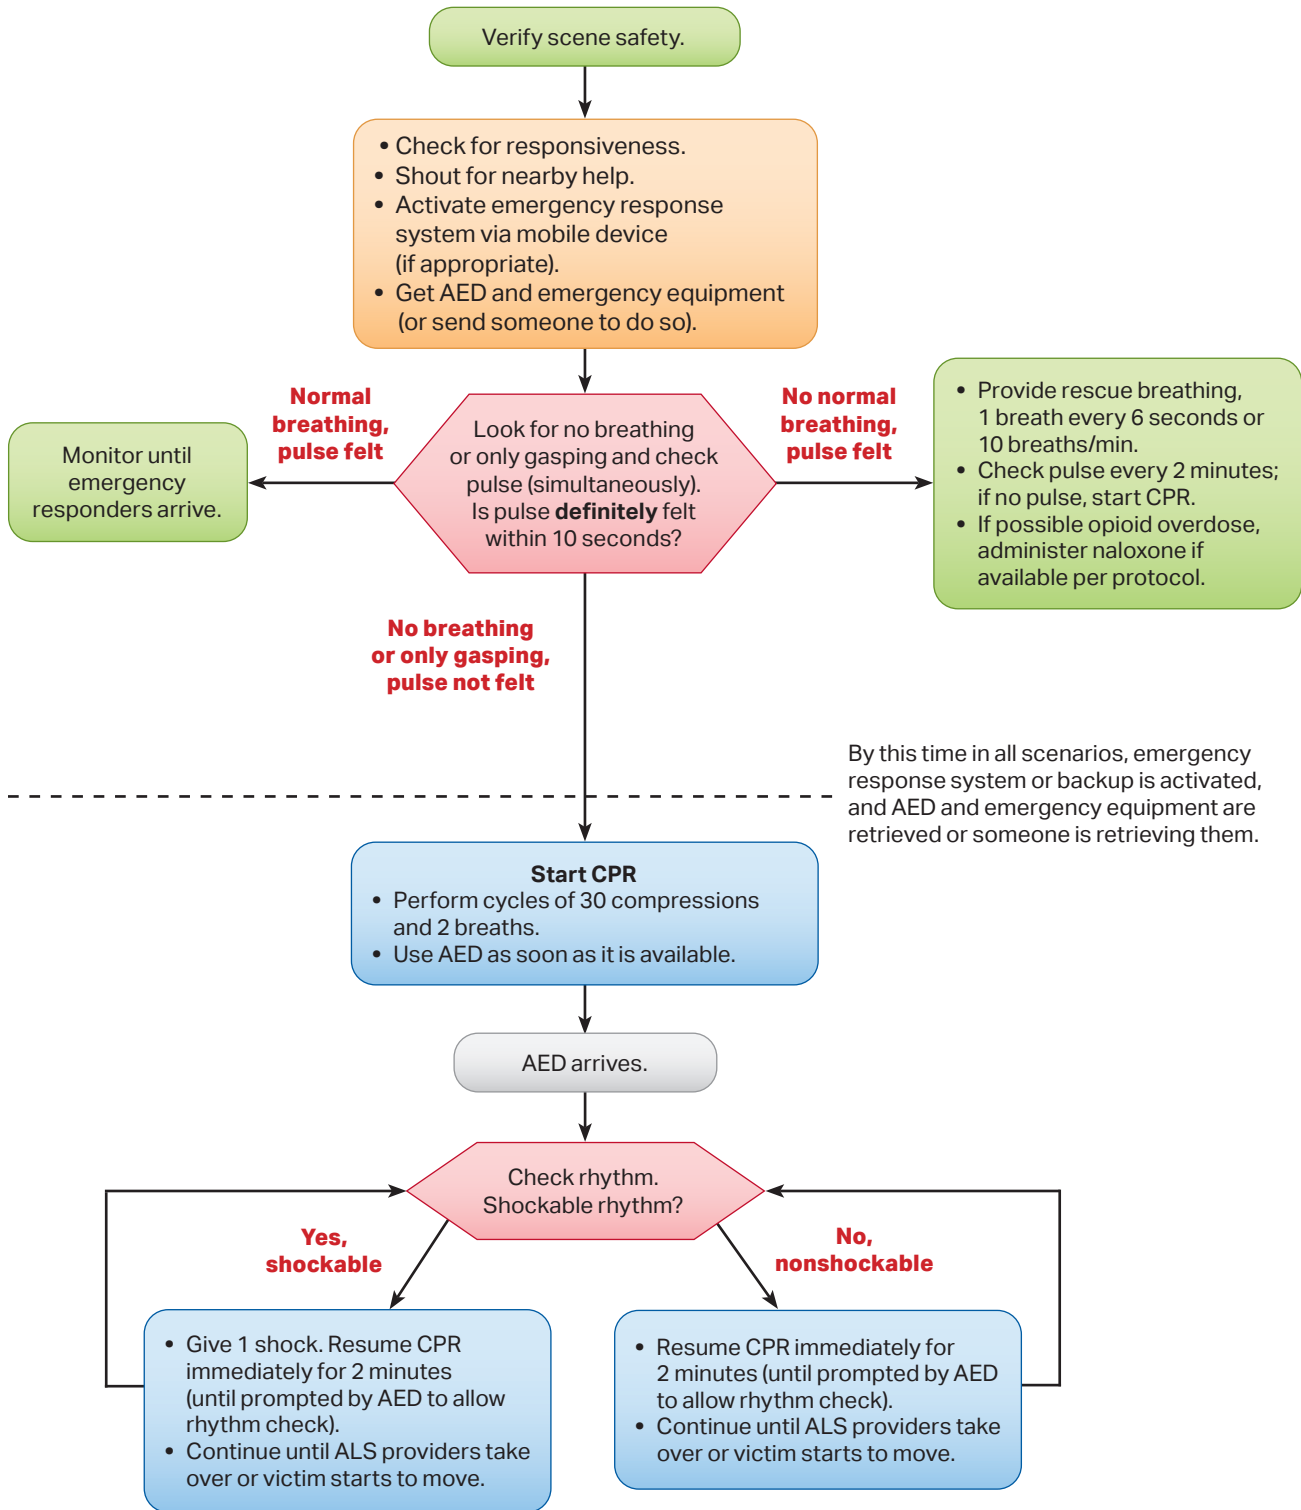 Verify scene safety.
• Check for responsiveness.
• Shout for nearby help.
• Activate emergency response
system via mobile device
(if appropriate).
• Get AED and emergency equipment
(or send someone to do so).
Normal
breathing,
pulse felt
No normal
breathing,
pulse felt
Look for no breathing
or only gasping and check
pulse (simultaneously).
Is pulse definitely felt
within 10 seconds?
Monitor until
emergency
responders arrive.
• Provide rescue breathing,
1 breath every 6 seconds or
10 breaths/min.
• Check pulse every 2 minutes;
if no pulse, start CPR.
• If possible opioid overdose,
administer naloxone if
available per protocol.
No breathing
or only gasping,
pulse not felt
By this time in all scenarios, emergency
response system or backup is activated,
and AED and emergency equipment are
retrieved or someone is retrieving them.
Start CPR
• Perform cycles of 30 compressions
and 2 breaths.
• Use AED as soon as it is available.
AED arrives.
Check rhythm.
Shockable rhythm?
Yes,
shockable
No,
nonshockable
• Give 1 shock. Resume CPR
immediately for 2 minutes
(until prompted by AED to allow
rhythm check).
• Continue until ALS providers take
over or victim starts to move.
• Resume CPR immediately for
2 minutes (until prompted by AED
to allow rhythm check).
• Continue until ALS providers take
over or victim starts to move.